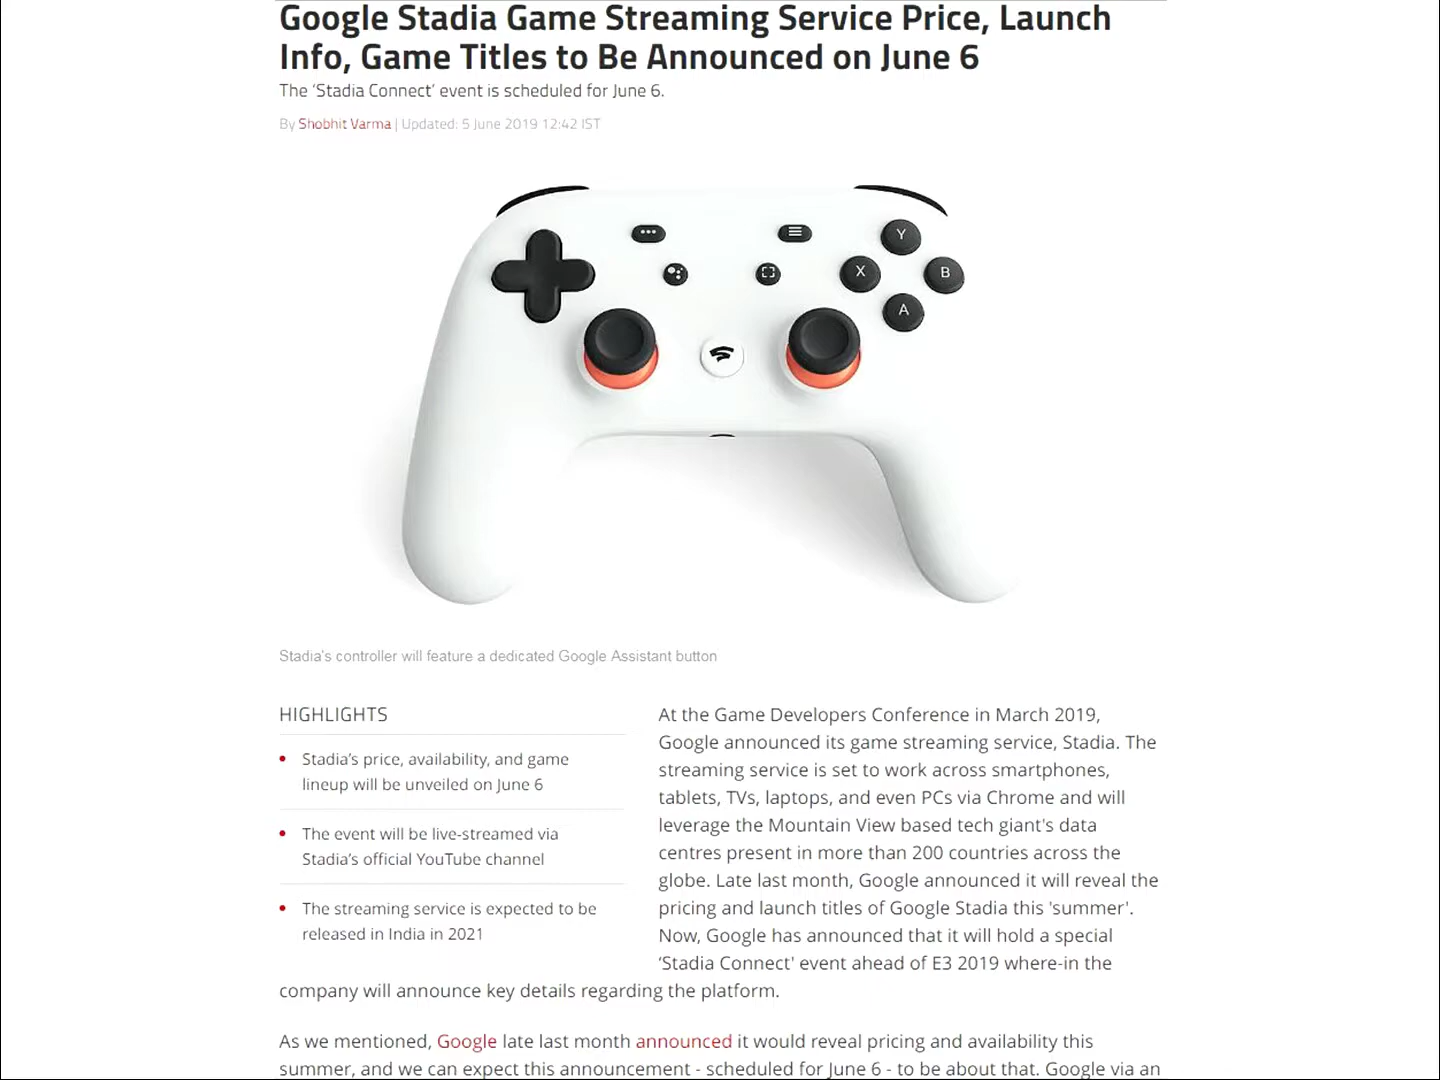 Google Stadia Game Streaming Service Price, Launch
Info, Game Titles to Be Announced on June 6
The ‘Stadia Connect’ event is scheduled for June 6.
By Shobhit Varma | Updated: 5 June 2019 12:42 IST
Y
X
B
A
Stadia's controller will feature a dedicated Google Assistant button
HIGHLIGHTS
Stadia’s price, availability, and game
lineup will be unveiled on June 6
The event will be live-streamed via
Stadia’s official YouTube channel
The streaming service is expected to be
released in India in 2021
At the Game Developers Conference in March 2019,
Google announced its game streaming service, Stadia. The
streaming service is set to work across smartphones,
tablets, TVs, laptops, and even PCs via Chrome and will
leverage the Mountain View based tech giant's data
centres present in more than 200 countries across the
globe. Late last month, Google announced it will reveal the
pricing and launch titles of Google Stadia this 'summer'.
Now, Google has announced that it will hold a special
‘Stadia Connect' event ahead of E3 2019 where-in the
company will announce key details regarding the platform.
As we mentioned, Google late last month announced it would reveal pricing and availability this
summer, and we can expect this announcement - scheduled for June 6 - to be about that. Google via an